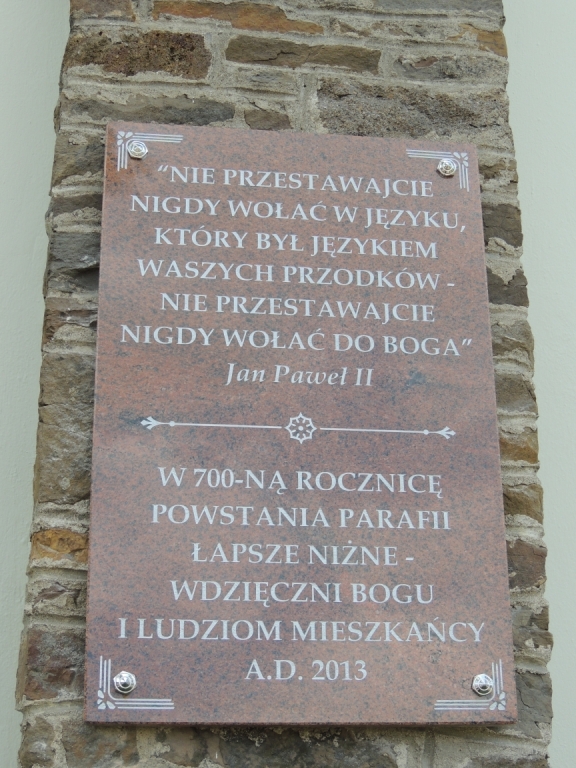 “NIE PRZESTAWAJCIE
NIGDY WOŁAĆ W JĘZYKU,
KTÓRY BYŁ JĘZYKIEM
WASZYCH PRZODKÓW -
NIE PRZESTAWAJCIE
NIGDY WOŁAĆ DO BOGA”
Jan Paweł II
W 700-NĄ ROCZNICĘ
POWSTANIA PARAFII
ŁAPSZE NIŻNE -
WDZIĘCZNI BOGU
I LUDZIOM MIESZKAŃCY
A.D. 2013